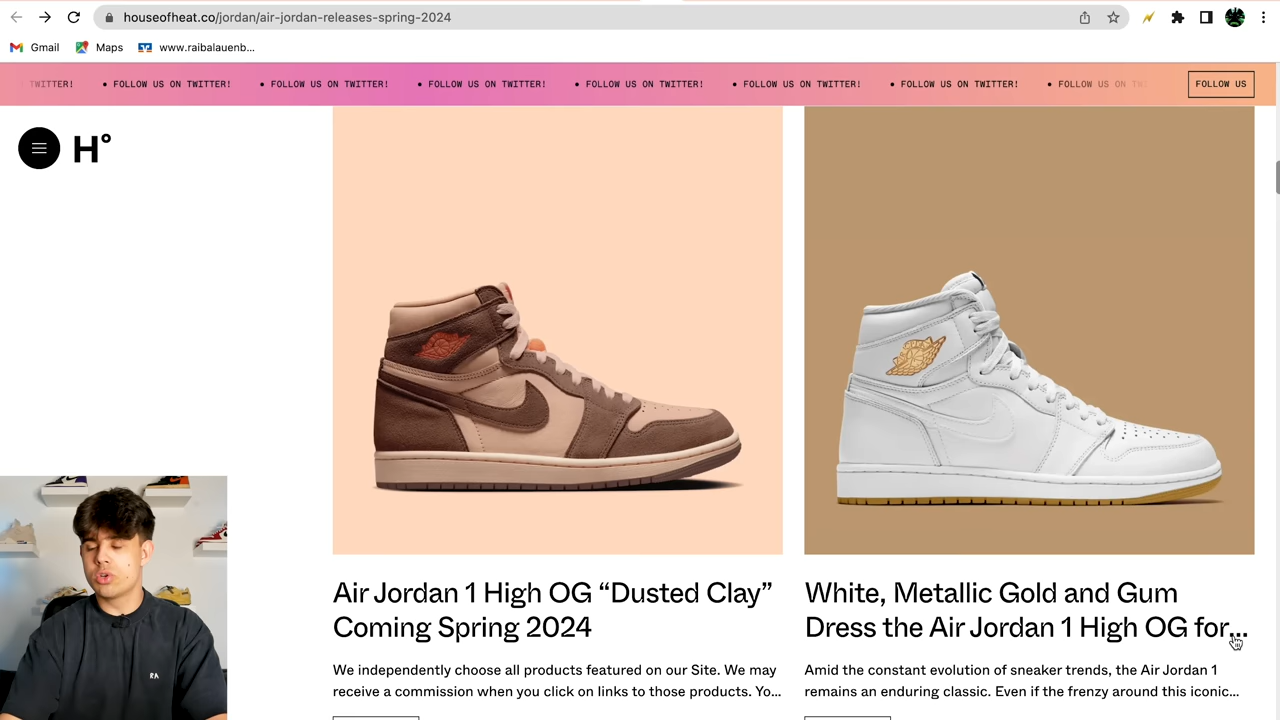 houseofheat.co/jordan/air-jordan-releases-spring-2024
Gmail Maps www.raibalauenb...
TWITTER! • FOLLOW US ON TWITTER! • FOLLOW US ON TWITTER! • FOLLOW US ON TWITTER! • FOLLOW US ON TWITTER! • FOLLOW US ON TWITTER! • FOLLOW US ON TWITTER! • FOLLOW US ON TW
FOLLOW US
H°
Air Jordan 1 High OG “Dusted Clay”
Coming Spring 2024
We independently choose all products featured on our Site. We may
receive a commission when you click on links to those products. Yo...
White, Metallic Gold and Gum
Dress the Air Jordan 1 High OG for...
Amid the constant evolution of sneaker trends, the Air Jordan 1
remains an enduring classic. Even if the frenzy around this iconic...
RA